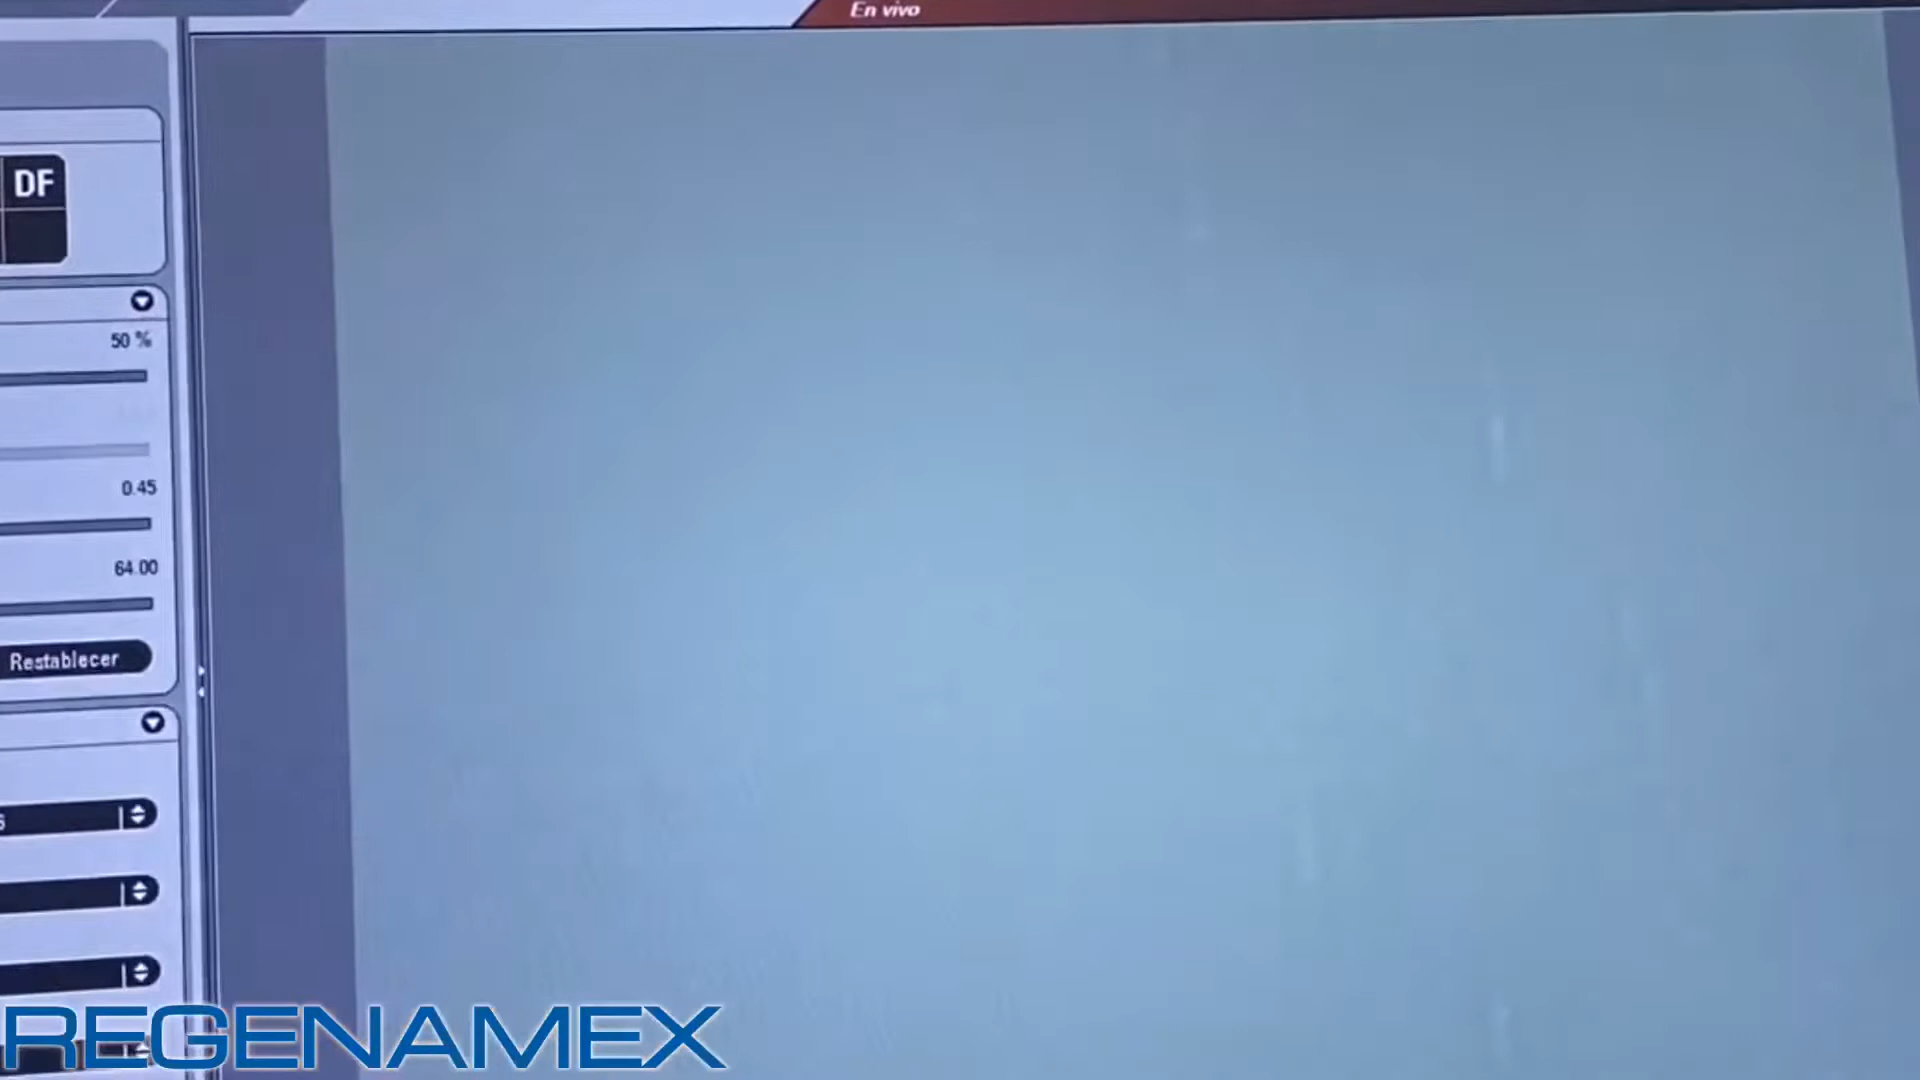 En vivo
DF
50 %
0.45
64.00
Restablecer
REGENAMEX